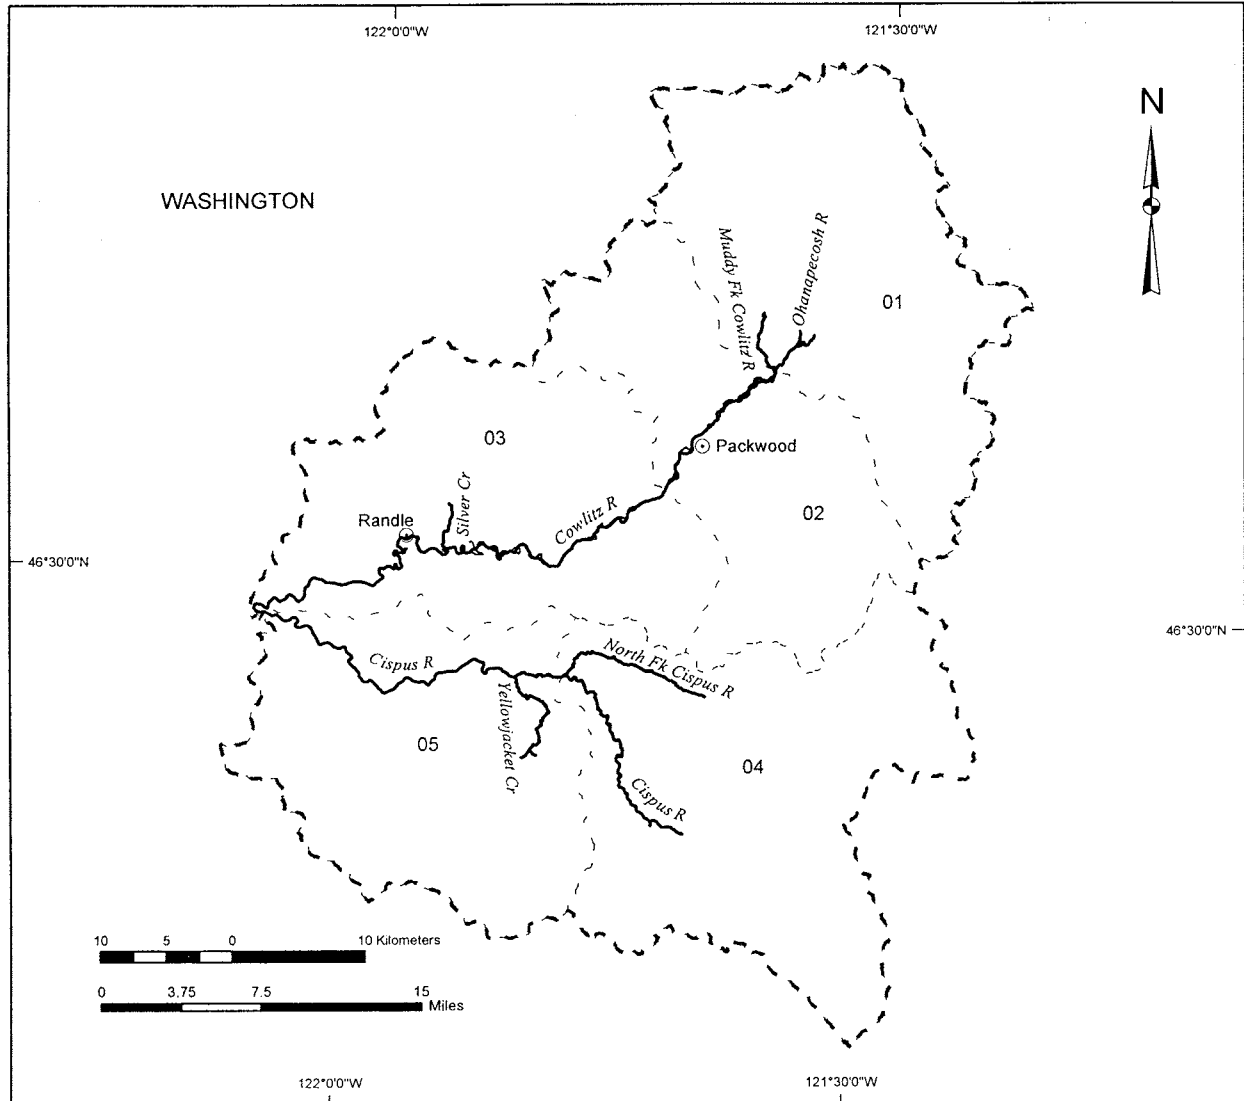 122°0'0"W
121°30'0"W
N
WASHINGTON
Muddy Fk Cowlitz R
Ohanapecosh R
01
03
Packwood
Silver Cr
Cowlitz R
02
Randle
46°30'0"N
46°30'0"N
Cispus R
North Fk Cispus R
Yellowjacket Cr
05
04
Cispus R
10 5 0 10 Kilometers
0 3.75 7.5 15 Miles
122°0'0"W
121°30'0"W